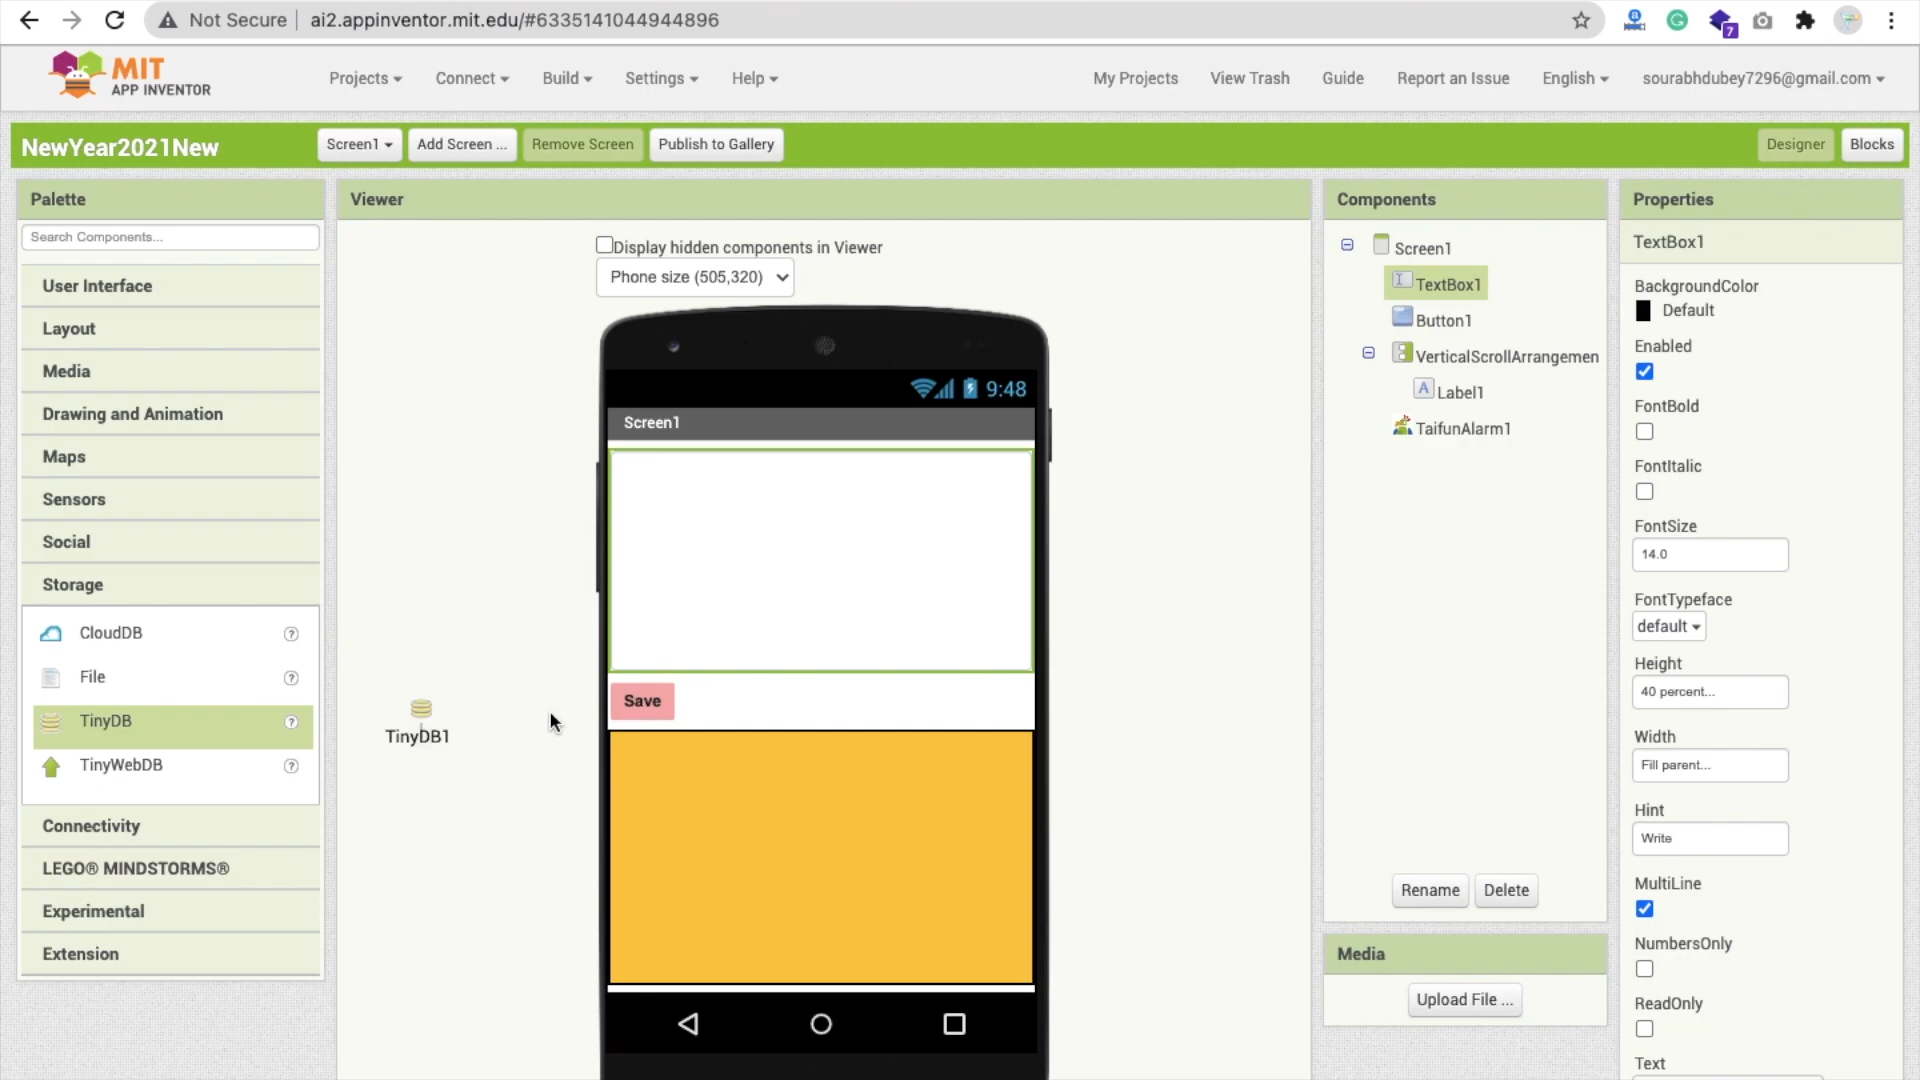 Not Secure
ai2.appinventor.mit.edu/#6335141044944896
7
MIT
APP INVENTOR
Projects
Connect
Build
Settings
Help
My Projects
View Trash
Guide
Report an Issue
English
sourabhdubey7296@gmail.com
NewYear2021New
Screen1
Add Screen ...
Remove Screen
Publish to Gallery
Designer
Blocks
Palette
Search Components...
User Interface
Layout
Media
Drawing and Animation
Maps
Sensors
Social
Storage
CloudDB
?
File
?
TinyDB
?
TinyWebDB
?
Connectivity
LEGO® MINDSTORMS®
Experimental
Extension
Viewer
Display hidden components in Viewer
Phone size (505,320)
9:48
Screen1
Save
TinyDB1
Components
Screen1
TextBox1
Button1
VerticalScrollArrangemen
A Label1
TaifunAlarm1
Rename
Delete
Media
Upload File ...
Properties
TextBox1
BackgroundColor
Default
Enabled
FontBold
FontItalic
FontSize
14.0
FontTypeface
default
Height
40 percent...
Width
Fill parent...
Hint
Write
MultiLine
NumbersOnly
ReadOnly
Text